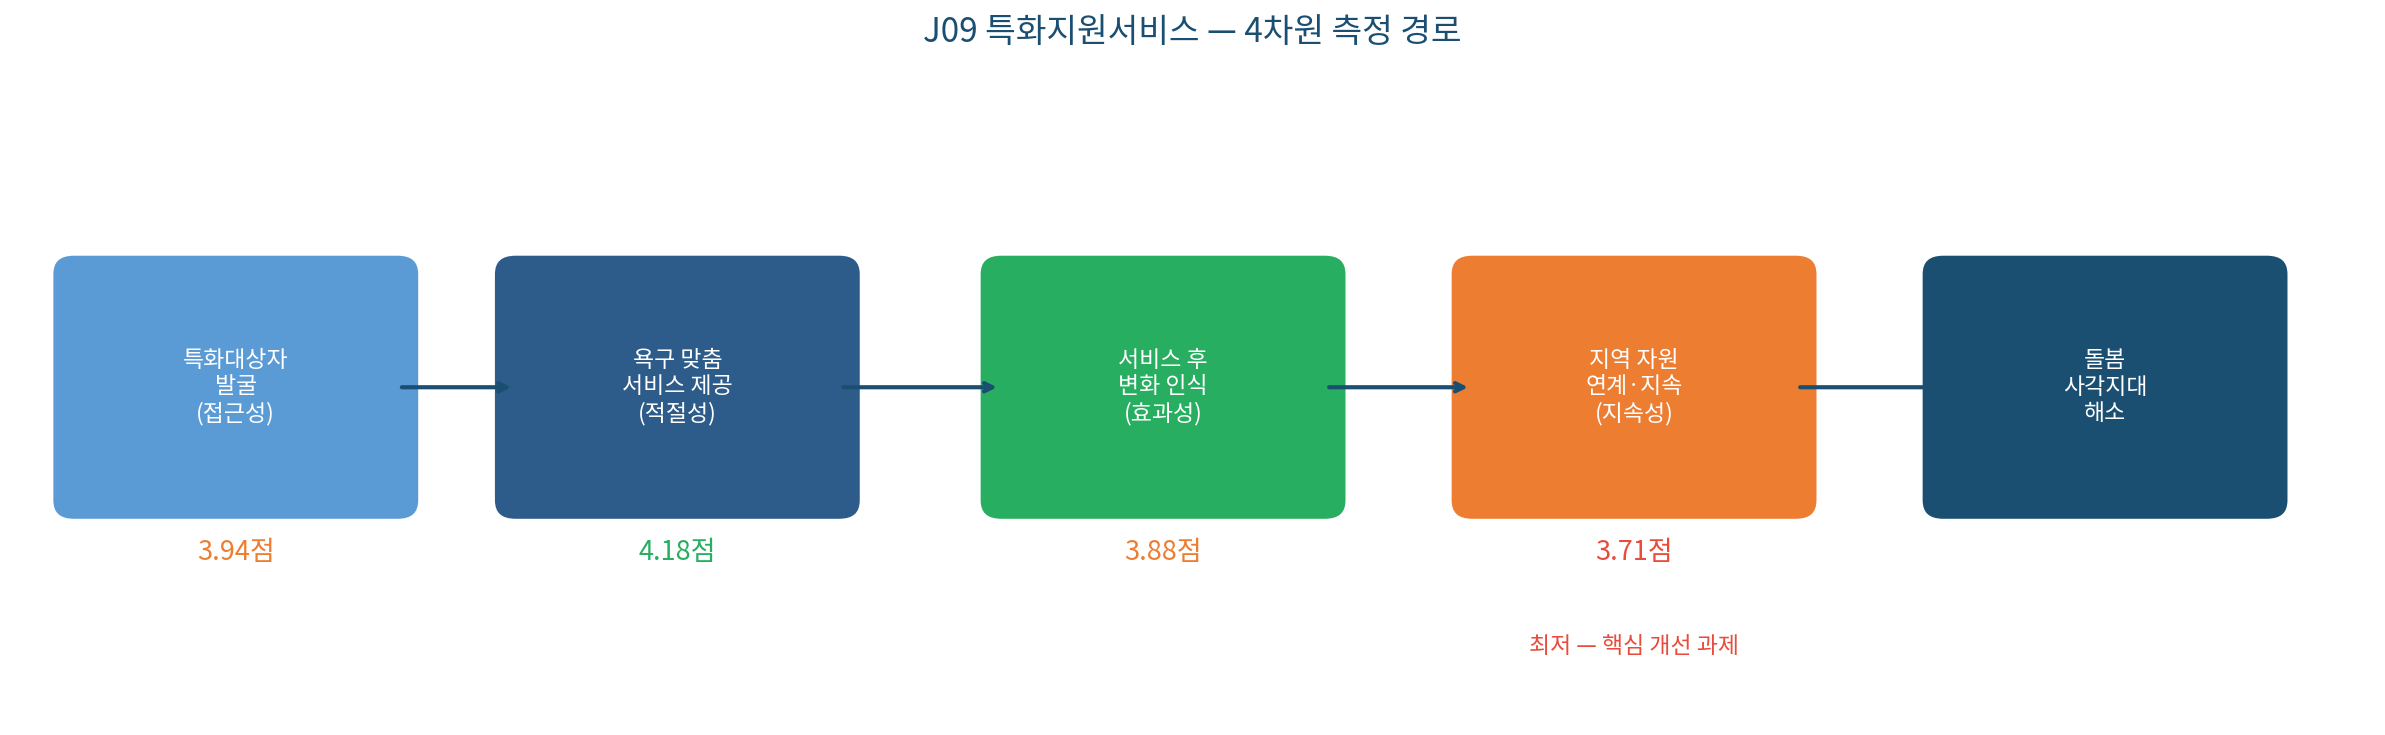 J09 특화지원서비스 — 4차원 측정 경로
특화대상자
발굴
(접근성)
욕구 맞춤
서비스 제공
(적절성)
서비스 후
변화 인식
(효과성)
지역 자원
연계·지속
(지속성)
돌봄
사각지대
해소
3.94점
4.18점
3.88점
3.71점
최저 — 핵심 개선 과제